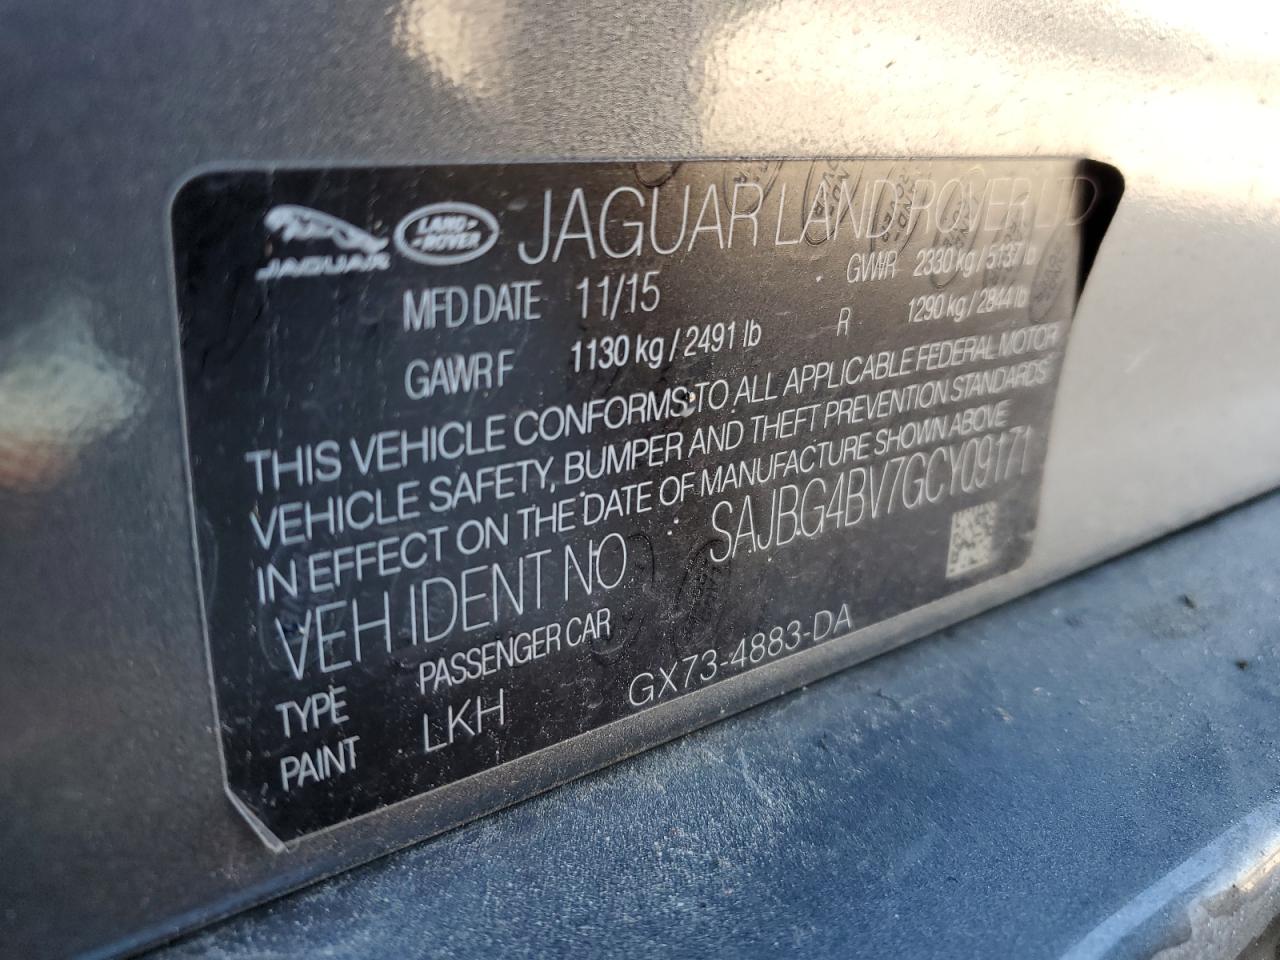 JAGUAR LAND ROVER JAGUAR LAND ROVER LTD
MFD DATE 11/15 GVWR 2330 kg / 5137 lb
GAWR F 1130 kg / 2491 lb R 1290 kg / 2844 lb
THIS VEHICLE CONFORMS TO ALL APPLICABLE FEDERAL MOTOR
VEHICLE SAFETY, BUMPER AND THEFT PREVENTION STANDARDS
IN EFFECT ON THE DATE OF MANUFACTURE SHOWN ABOVE
VEH IDENT NO SAJBG4BV7GCY09171
TYPE PASSENGER CAR
PAINT LKH GX73-4883-DA